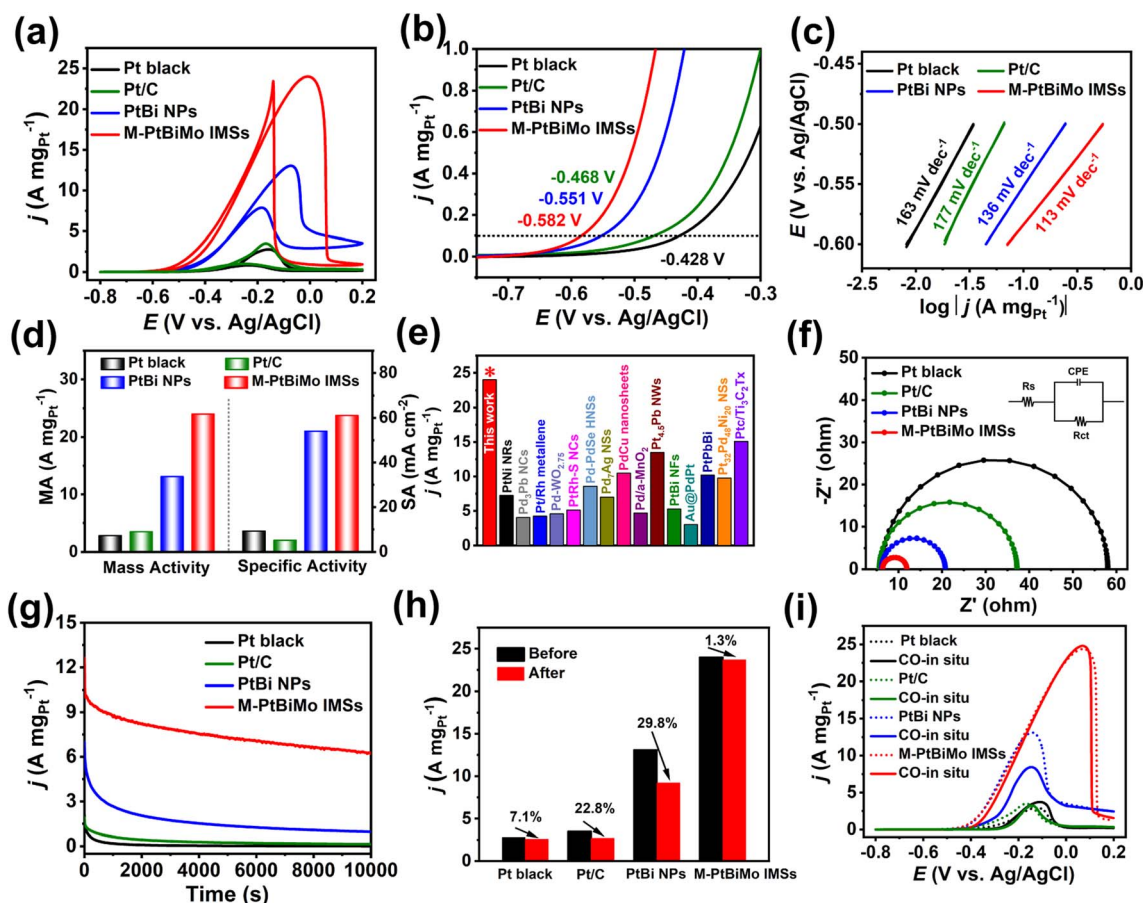 (a)
Pt black
Pt/C
PtBi NPs
M-PtBiMo IMSs
25
20
15
10
5
0
-0.8 -0.6 -0.4 -0.2 0.0 0.2
j (A mgPt-1)
E (V vs. Ag/AgCl)
(b)
Pt black
Pt/C
PtBi NPs
M-PtBiMo IMSs
1.0
0.8
0.6
0.4
0.2
0.0
-0.468 V
-0.551 V
-0.582 V
-0.428 V
-0.7 -0.6 -0.5 -0.4 -0.3
j (A mgPt-1)
E (V vs. Ag/AgCl)
(c)
Pt black Pt/C
PtBi NPs M-PtBiMo IMSs
-0.45
-0.50
-0.55
-0.60
163 mV dec-1
177 mV dec-1
136 mV dec-1
113 mV dec-1
-2.5 -2.0 -1.5 -1.0 -0.5 0.0
E (V vs. Ag/AgCl)
log |j (A mgPt-1)|
(d)
Pt black Pt/C
PtBi NPs M-PtBiMo IMSs
30
20
10
0
80
60
40
20
0
MA (A mgPt-1)
SA (mA cm-2)
Mass Activity Specific Activity
(e)
25
20
15
10
5
0
j (A mgPt-1)
*
This work
PtNi NRs
Pd3Pb NCs
Pt/Rh metallene
Pd-WO2.75
PtRh-S NCs
Pd-PdSe HNSs
Pd7Ag NSs
PdCu nanosheets
Pd/a-MnO2
Pt4.5Pb NWs
PtBi NFs
Au@PdPt
PtPbBi
Pt32Pd48Ni20 NSs
Ptc/Ti3C2Tx
(f)
Pt black
Pt/C
PtBi NPs
M-PtBiMo IMSs
CPE
Rs
Rct
50
40
30
20
10
0
10 20 30 40 50 60
-Z'' (ohm)
Z' (ohm)
(g)
Pt black
Pt/C
PtBi NPs
M-PtBiMo IMSs
15
12
9
6
3
0
0 2000 4000 6000 8000 10000
j (A mgPt-1)
Time (s)
(h)
Before
After
25
20
15
10
5
0
7.1%
22.8%
29.8%
1.3%
Pt black Pt/C PtBi NPs M-PtBiMo IMSs
j (A mgPt-1)
(i)
Pt black
CO-in situ
Pt/C
CO-in situ
PtBi NPs
CO-in situ
M-PtBiMo IMSs
CO-in situ
25
20
15
10
5
0
-0.8 -0.6 -0.4 -0.2 0.0 0.2
j (A mgPt-1)
E (V vs. Ag/AgCl)